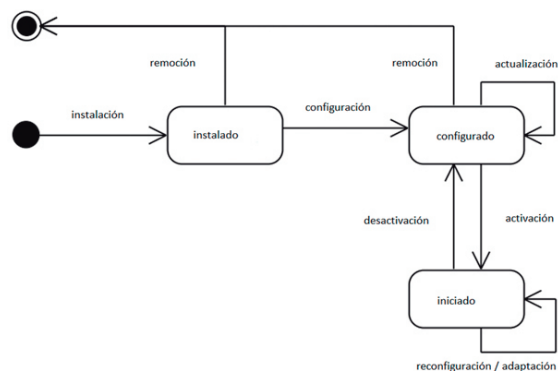 remoción
remoción
actualización
instalación
configuración
instalado
configurado
desactivación
activación
iniciado
reconfiguración / adaptación